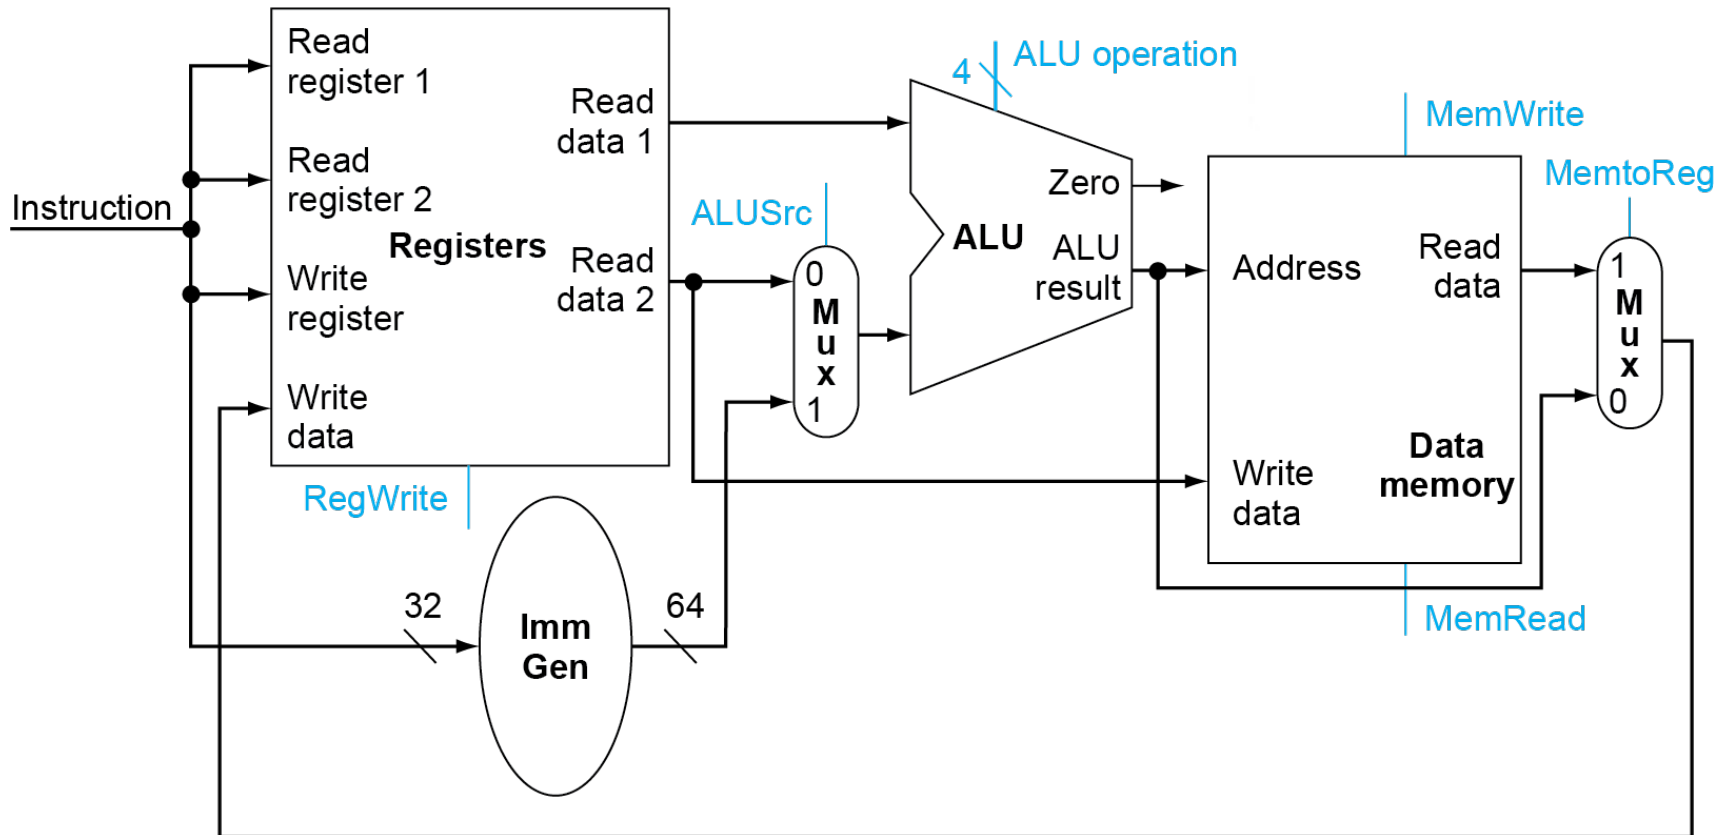 Instruction
Read
register 1
Read
register 2
Write
register
Write
data
Registers
Read
data 1
Read
data 2
RegWrite
32
Imm
Gen
64
ALUSrc
0
M
u
x
1
4
ALU operation
ALU
Zero
ALU
result
MemWrite
Address
Read
data
Write
data
Data
memory
MemRead
MemtoReg
1
M
u
x
0